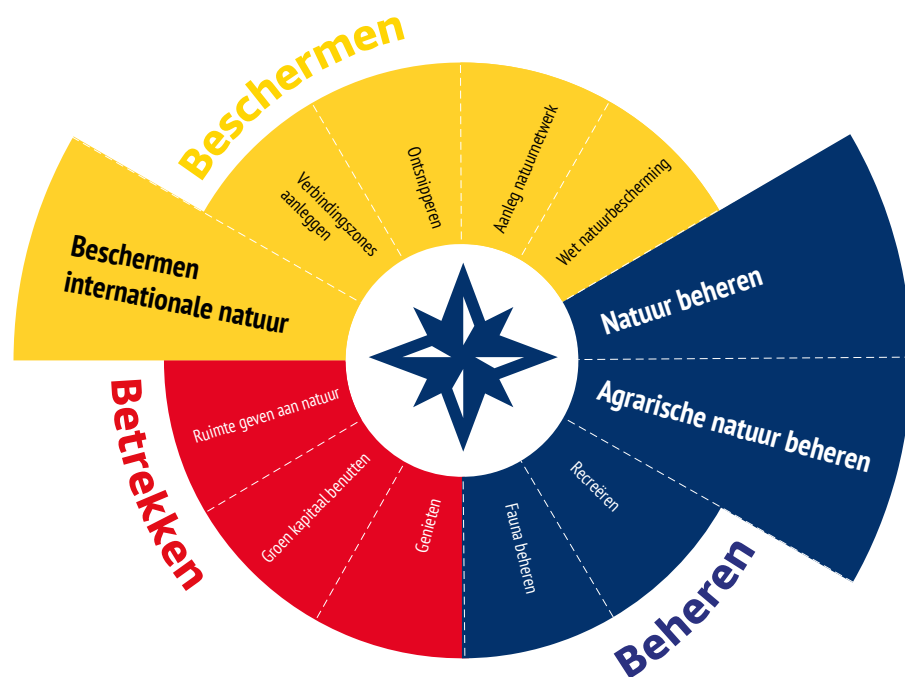 Beschermen
Beschermen
internationale natuur
Verbindingszones
aanleggen
Ontsnipperen
Aanleg natuurnetwerk
Wet natuurbescherming
Natuur beheren
Agrarische natuur beheren
Recreëren
Fauna beheren
Beheren
Genieten
Groen kapitaal benutten
Ruimte geven aan natuur
Betrekken